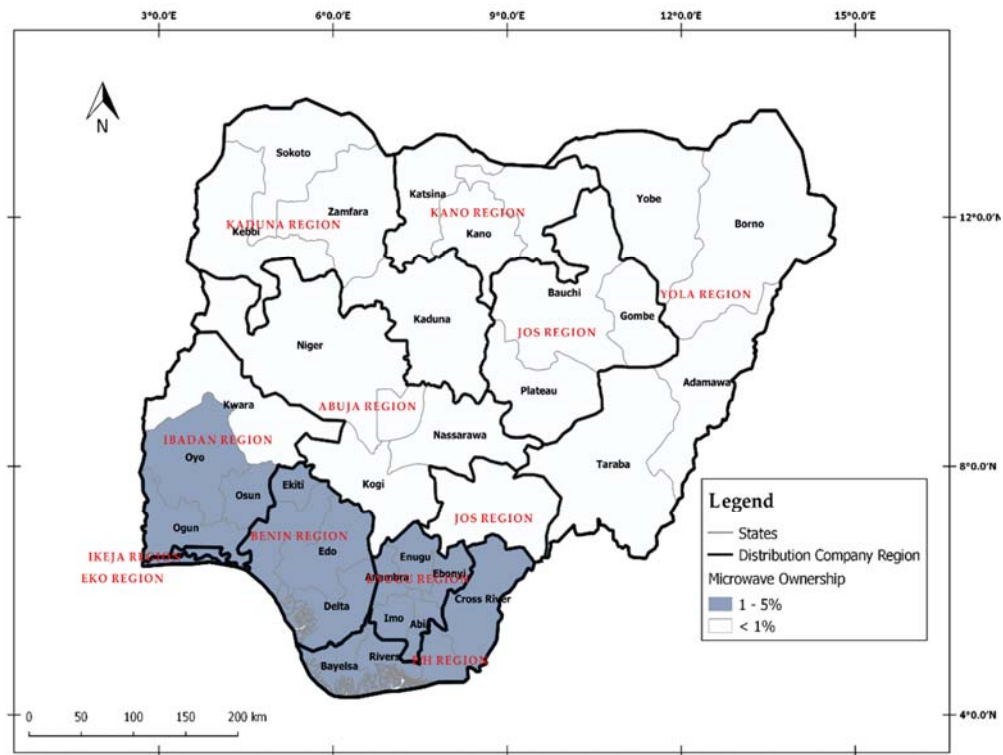 3°0.0'E 6°0.0'E 9°0.0'E 12°0.0'E 15°0.0'E
N
Sokoto
Katsina
Yobe
Zamfara
KANO REGION
12°0.0'N
KADUNA REGION
Kebbi
Kano
Borno
Bauchi
YOLA REGION
Kaduna
Gombe
JOS REGION
Niger
Adamawa
Plateau
Kwara
ABUJA REGION
Nassarawa
IBADAN REGION
Oyo
Taraba
8°0.0'N
Kogi
Ekiti
Osun
JOS REGION
Ogun
BENIN REGION
Edo
IKEJA REGION
Enugu
EKO REGION
Anambra
Ebonyi
REGION
Cross River
Delta
Imo
Abi
Rivers
Bayelsa
PH REGION
4°0.0'N
Legend
States
Distribution Company Region
Microwave Ownership
1 - 5%
< 1%
0 50 100 150 200 km